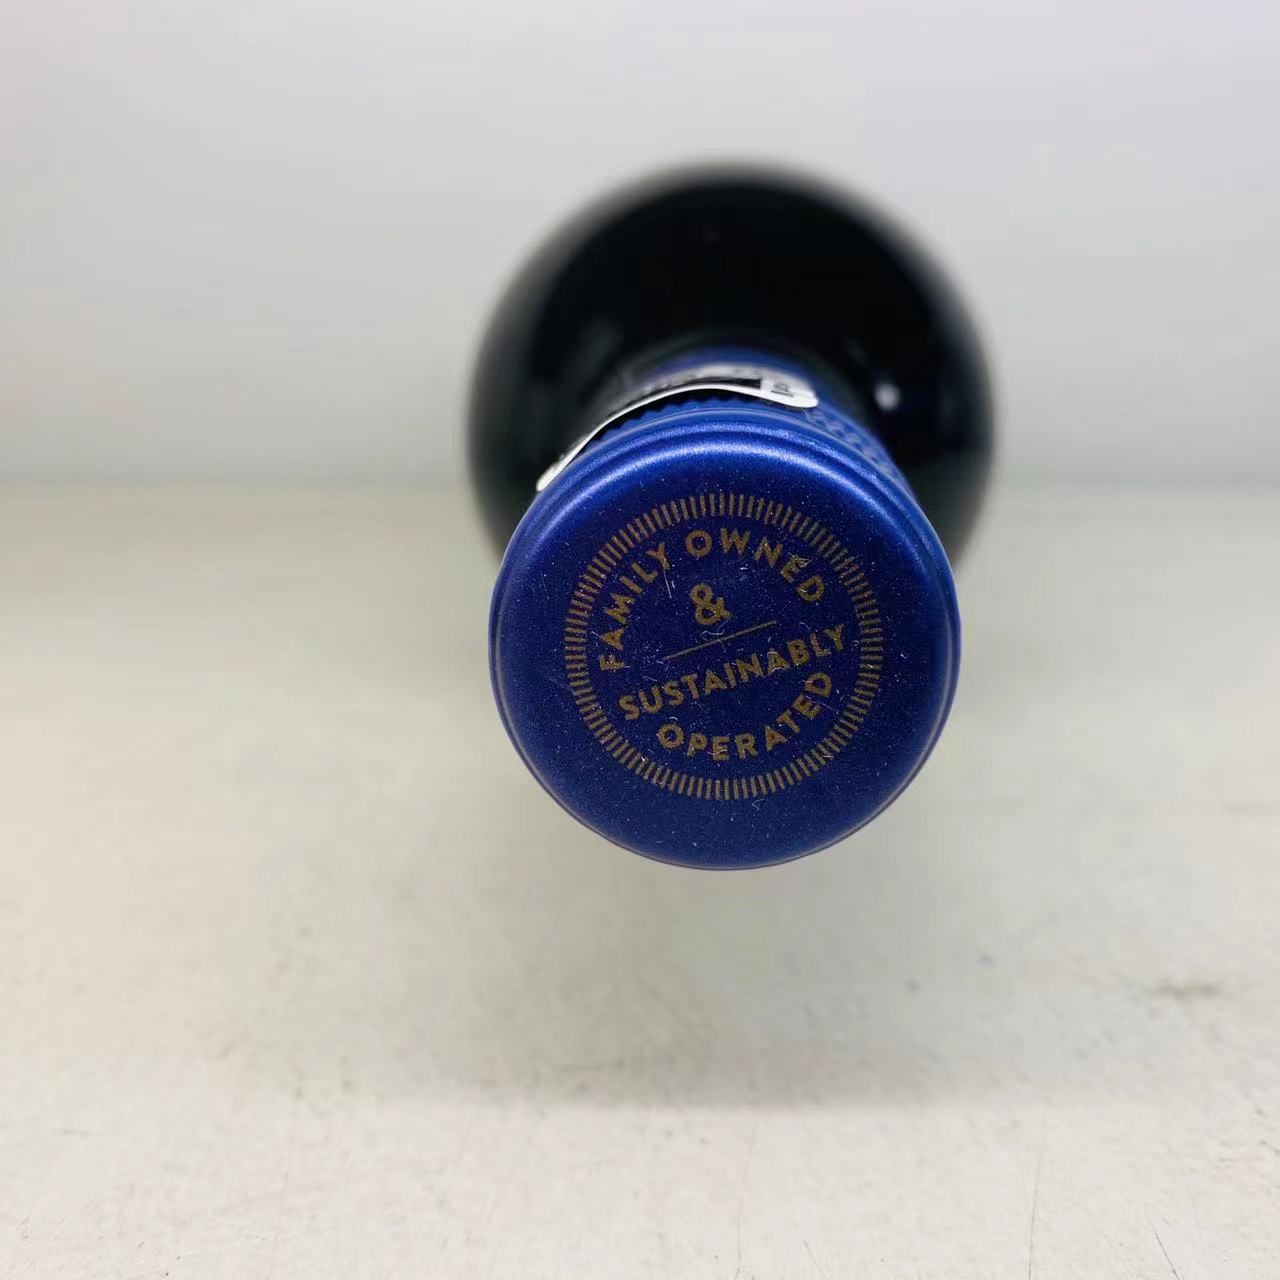 FAMILY OWNED
&
SUSTAINABLY
OPERATED